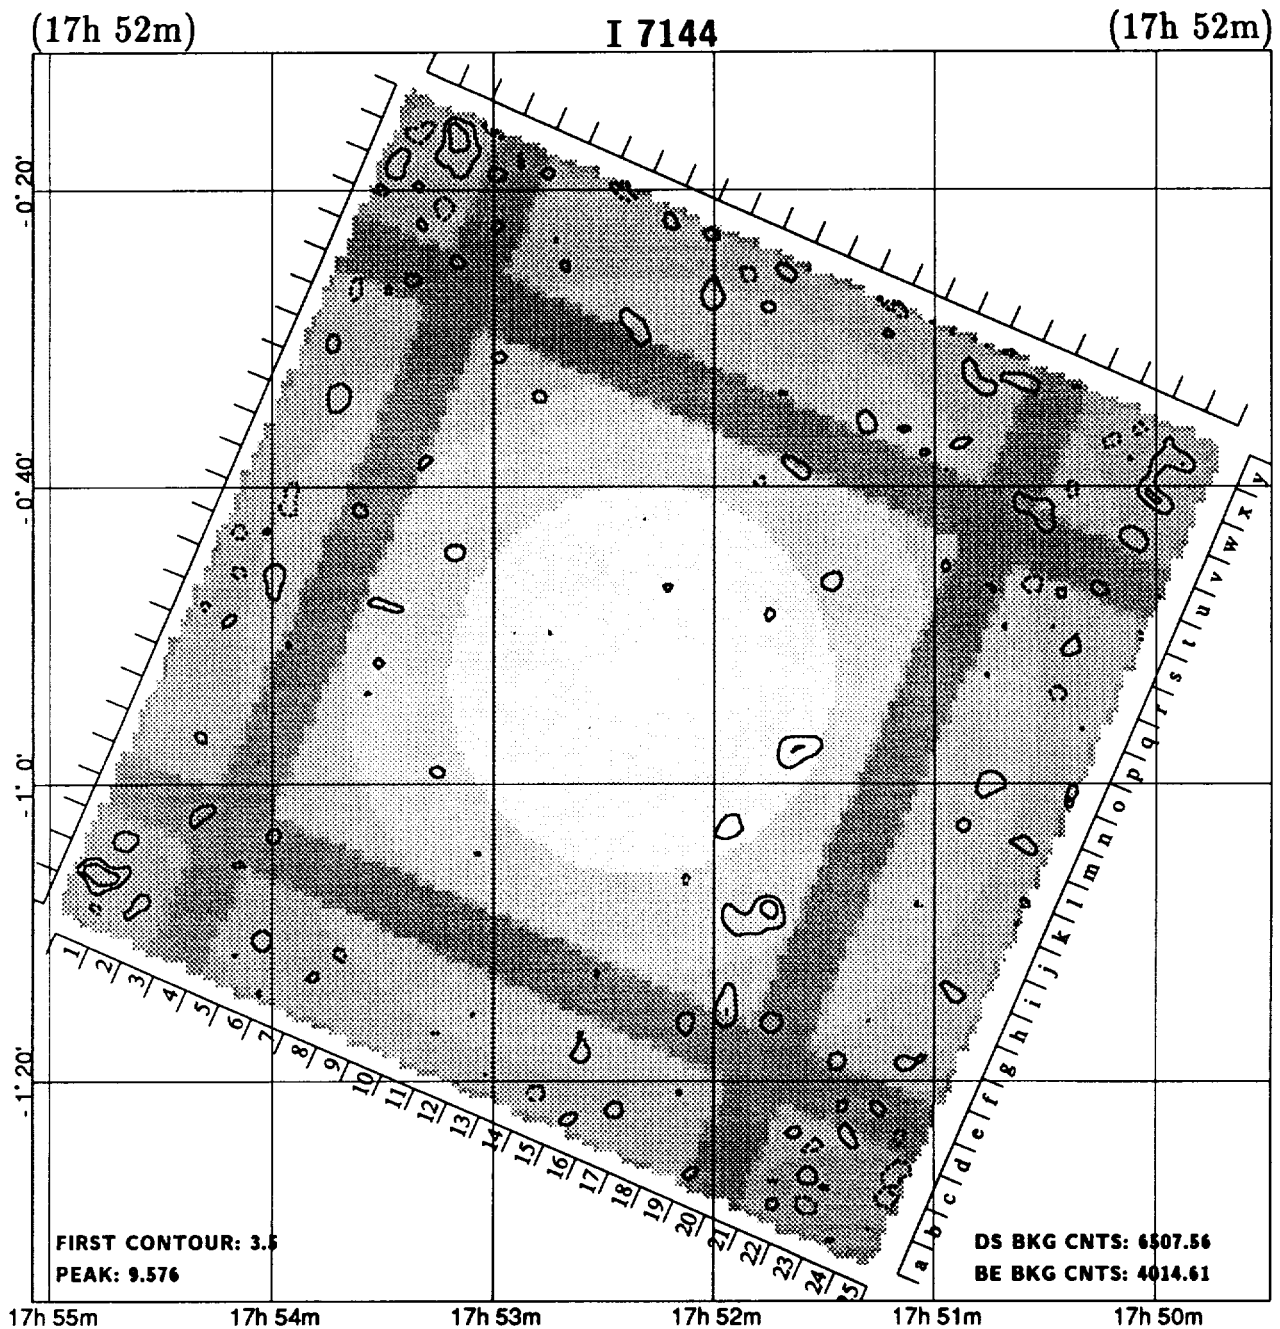 (17h 52m) I 7144 (17h 52m)
-0° 20'
-0° 40'
-1° 0'
-1° 20'
1 2 3 4 5 6 7 8 9 10 11 12 13 14 15 16 17 18 19 20 21 22 23 24 25
a b c d e f g h i j k l m n o p q r s t u v w x y
FIRST CONTOUR: 3.5
PEAK: 9.576
DS BKG CNTS: 6507.56
BE BKG CNTS: 4014.61
17h 55m 17h 54m 17h 53m 17h 52m 17h 51m 17h 50m